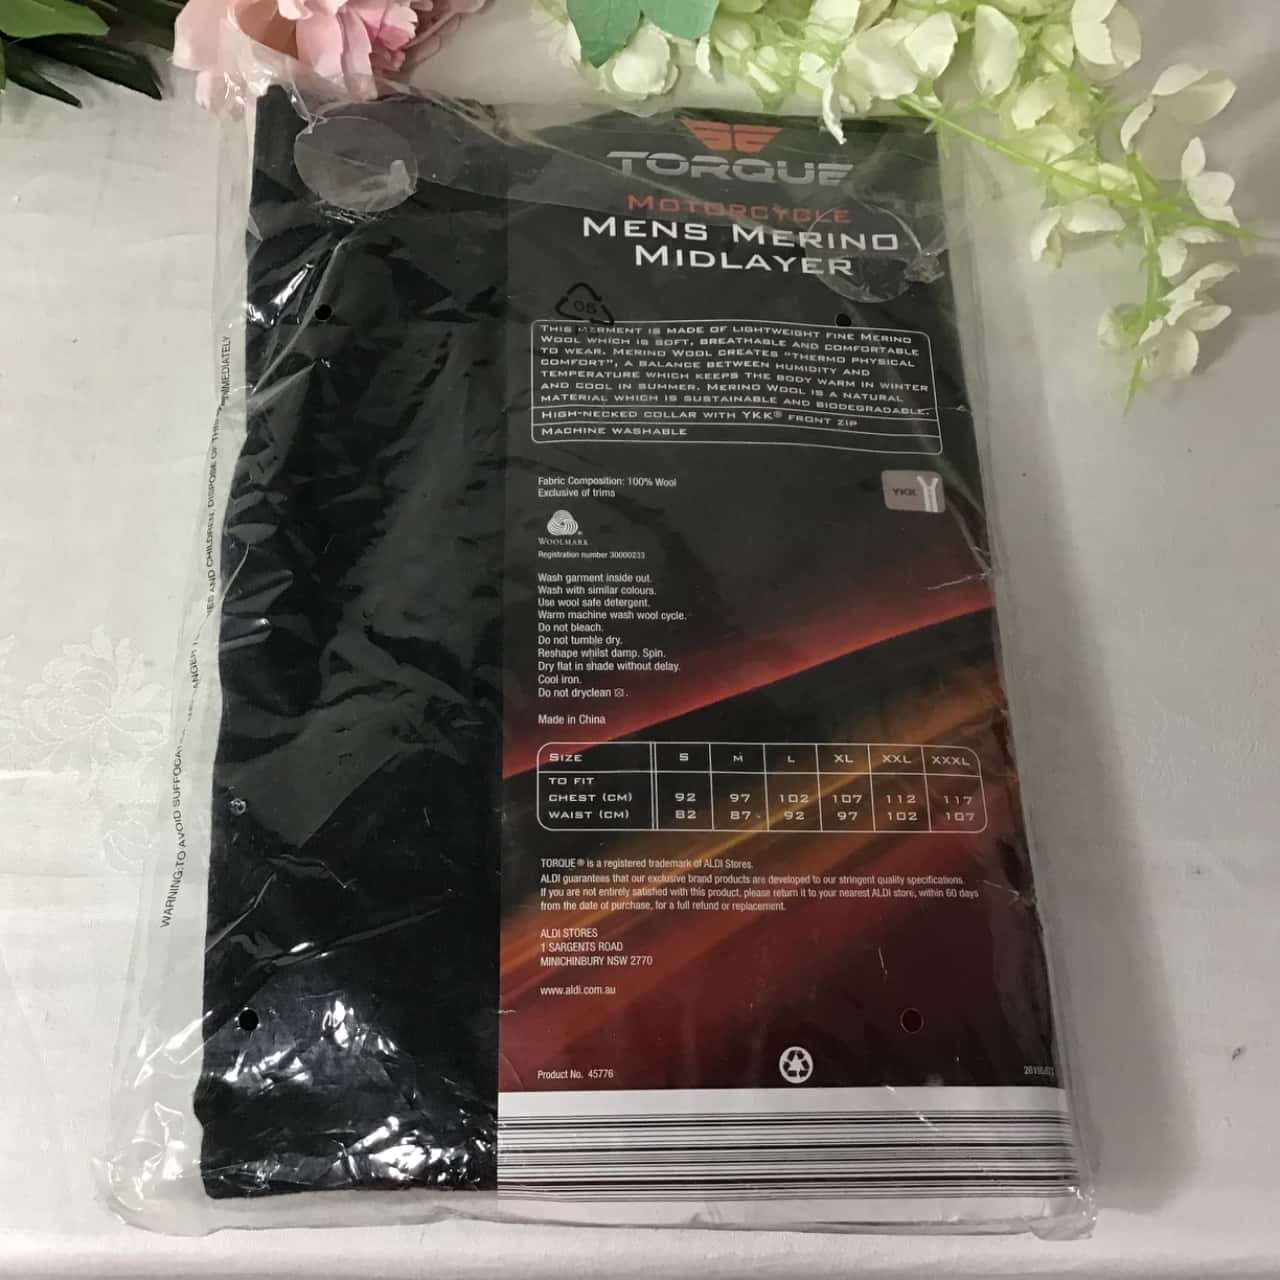 TORQUE
MOTORCYCLE
MENS MERINO
MIDLAYER
05
THIS GARMENT IS MADE OF LIGHTWEIGHT FINE MERINO
WOOL WHICH IS SOFT, BREATHABLE AND COMFORTABLE
TO WEAR. MERINO WOOL CREATES "THERMO PHYSICAL
COMFORT", A BALANCE BETWEEN HUMIDITY AND
TEMPERATURE WHICH KEEPS THE BODY WARM IN WINTER
AND COOL IN SUMMER. MERINO WOOL IS A NATURAL
MATERIAL WHICH IS SUSTAINABLE AND BIODEGRADABLE.
HIGH-NECKED COLLAR WITH YKK® FRONT ZIP
MACHINE WASHABLE
Fabric Composition: 100% Wool
Exclusive of trims
YKK
WOOLMARK
Registration number 30000233
Wash garment inside out.
Wash with similar colours.
Use wool safe detergent.
Warm machine wash wool cycle.
Do not bleach.
Do not tumble dry.
Reshape whilst damp. Spin.
Dry flat in shade without delay.
Cool iron.
Do not dryclean
Made in China
SIZE S M L XL XXL XXXL
TO FIT
CHEST (CM) 92 97 102 107 112 117
WAIST (CM) 82 87 92 97 102 107
TORQUE® is a registered trademark of ALDI Stores.
ALDI guarantees that our exclusive brand products are developed to our stringent quality specifications.
If you are not entirely satisfied with this product, please return it to your nearest ALDI store, within 60 days
from the date of purchase, for a full refund or replacement.
ALDI STORES
1 SARGENTS ROAD
MINICHINBURY NSW 2770
www.aldi.com.au
Product No. 45776
WARNING:TO AVOID SUFFOCATION DANGER AND CHILDREN. DISPOSE OF THIS IMMEDIATELY